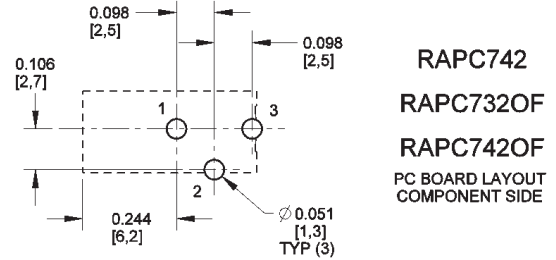 0.098
[2,5]
0.098
[2,5]
0.106
[2,7]
1
3
2
0.244
[6,2]
Ø 0.051
[1,3]
TYP (3)
RAPC742
RAPC732OF
RAPC742OF
PC BOARD LAYOUT
COMPONENT SIDE